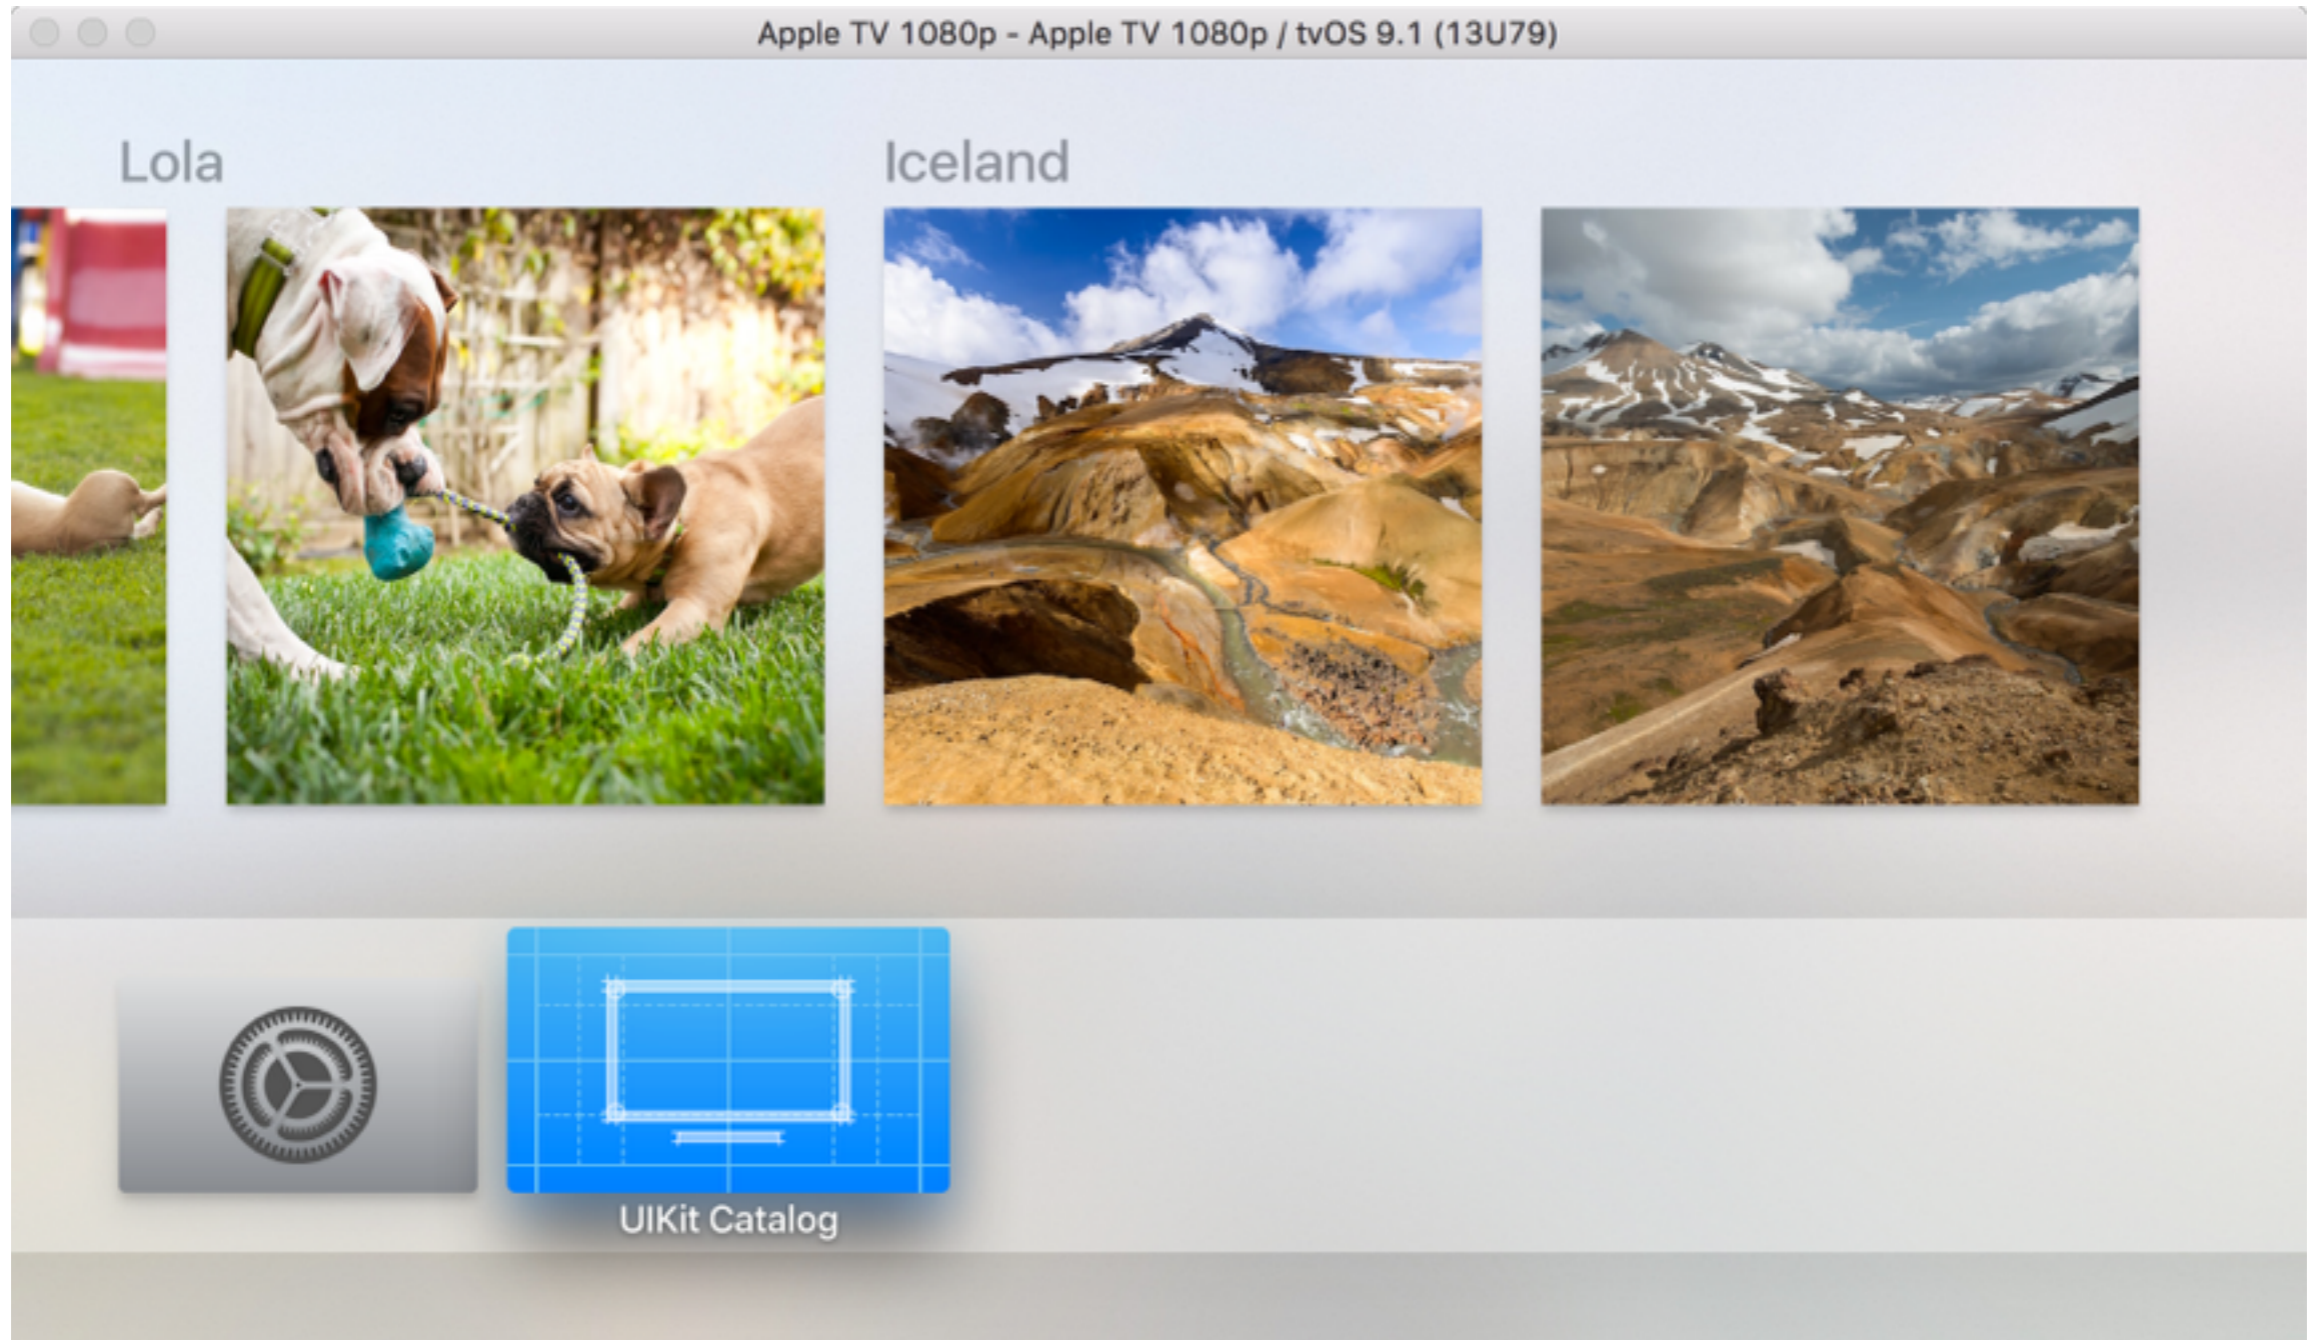 Apple TV 1080p - Apple TV 1080p / tvOS 9.1 (13U79)
Lola
Iceland
UIKit Catalog